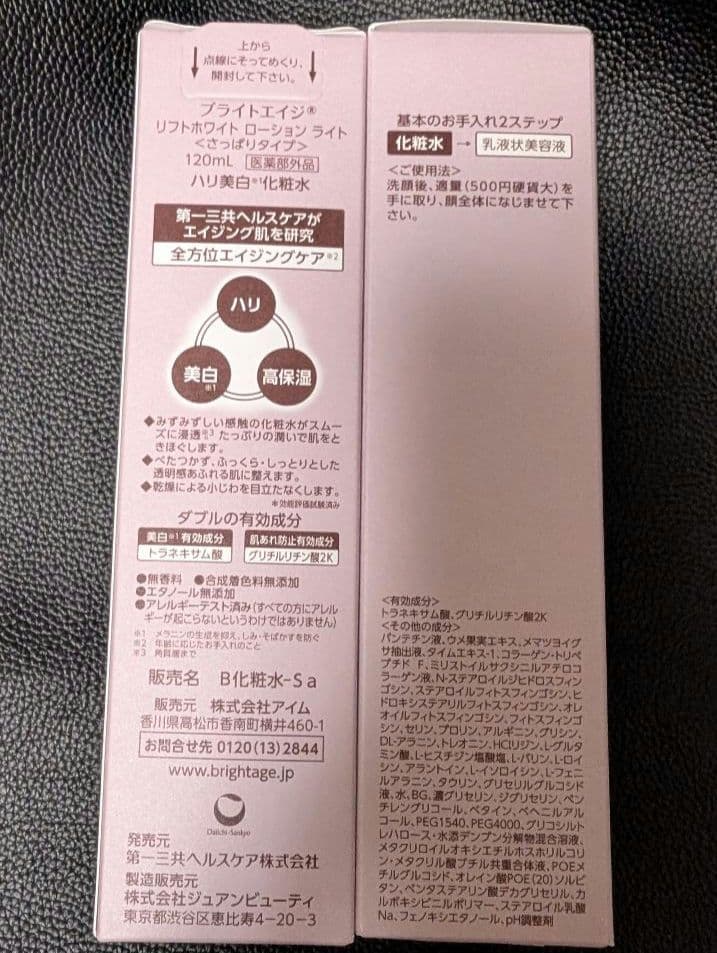 上から
点線にそってめくり、
開封して下さい。
ブライトエイジ®
リフトホワイト ローション ライト
<さっぱりタイプ>
120mL 医薬部外品
ハリ美白※1化粧水
第一三共ヘルスケアが
エイジング肌を研究
全方位エイジングケア※2
ハリ
美白※1
高保湿
◆みずみずしい感触の化粧水がスムー
ズに浸透※3 たっぷりの潤いで肌をと
きほぐします。
◆べたつかず、ふっくら・しっとりとした
透明感あふれる肌に整えます。
◆乾燥による小じわを目立たなくします。
*効能評価試験済み
ダブルの有効成分
美白※1有効成分
トラネキサム酸
肌あれ防止有効成分
グリチルリチン酸2K
●無香料 ●合成着色料無添加
●エタノール無添加
●アレルギーテスト済み(すべての方にアレル
ギーが起こらないというわけではありません)
※1 メラニンの生成を抑え、しみ・そばかすを防ぐ
※2 年齢に応じたお手入れのこと
※3 角質層まで
販売名 B化粧水-Sa
販売元 株式会社アイム
香川県高松市香南町横井460-1
お問合せ先 0120(13)2844
www.brightage.jp
Daiichi-Sankyo
発売元
第一三共ヘルスケア株式会社
製造販売元
株式会社ジュアンビューティ
東京都渋谷区恵比寿4-20-3
基本のお手入れ2ステップ
化粧水 → 乳液状美容液
<ご使用法>
洗顔後、適量(500円硬貨大)を
手に取り、顔全体になじませて下
さい。
<有効成分>
トラネキサム酸、グリチルリチン酸2K
<その他の成分>
パンテチン液、ウメ果実エキス、メマツヨイグ
サ抽出液、タイムエキス-1、コラーゲン・トリペ
プチド F、ミリストイルサクシニルアテロコ
ラーゲン液、N-ステアロイルジヒドロスフィン
ゴシン、ステアロイルフィトスフィンゴシン、ヒ
ドロキシステアリルフィトスフィンゴシン、オレ
オイルフィトスフィンゴシン、フィトスフィンゴ
シン、セリン、プロリン、アルギニン、グリシン、
DL-アラニン、トレオニン、HClリジン、L-グルタ
ミン酸、L-ヒスチジン塩酸塩、L-バリン、L-ロイ
シン、アラントイン、L-イソロイシン、L-フェニ
ルアラニン、タウリン、グリセリルグルコシド
液、水、BG、濃グリセリン、ジグリセリン、ペン
チレングリコール、ベタイン、ベヘニルアル
コール、PEG1540、PEG4000、グリコシルト
レハロース・水添デンプン分解物混合溶液、
メタクリロイルオキシエチルホスホリルコリ
ン・メタクリル酸ブチル共重合体液、POEメ
チルグルコシド、オレイン酸POE(20)ソルビ
タン、ペンタステアリン酸デカグリセリル、カ
ルボキシビニルポリマー、ステアロイル乳酸
Na、フェノキシエタノール、pH調整剤